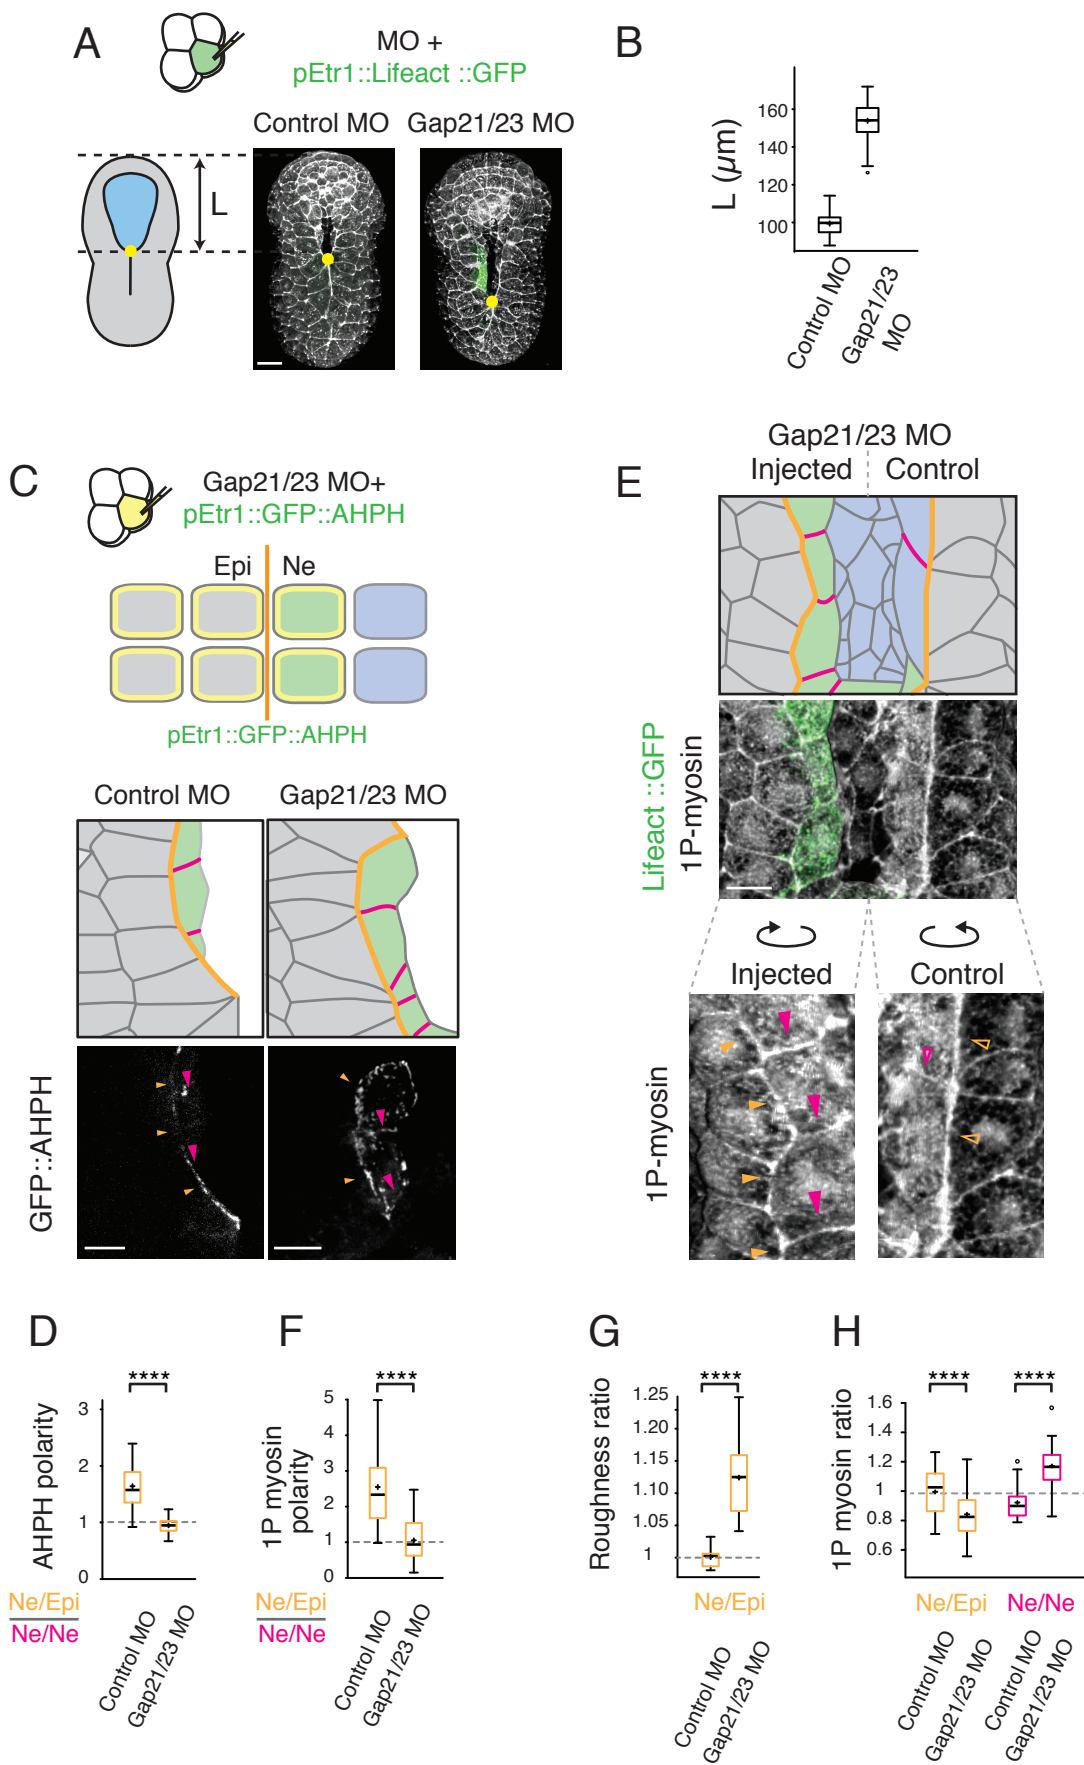 A
MO +
pEtr1::Lifeact ::GFP
Control MO
Gap21/23 MO
L
B
L (µm)
160
140
120
100
Control MO
Gap21/23
MO
C
Gap21/23 MO+
pEtr1::GFP::AHPH
Epi
Ne
pEtr1::GFP::AHPH
Control MO
Gap21/23 MO
GFP::AHPH
E
Gap21/23 MO
Injected
Control
Lifeact ::GFP
1P-myosin
Injected
Control
1P-myosin
D
AHPH polarity
3
2
1
0
****
Ne/Epi
Ne/Ne
Control MO
Gap21/23 MO
F
1P myosin
polarity
5
4
3
2
1
0
****
Ne/Epi
Ne/Ne
Control MO
Gap21/23 MO
G
Roughness ratio
1.25
1.20
1.15
1.10
1.05
1
****
Ne/Epi
Control MO
Gap21/23 MO
H
1P myosin ratio
1.6
1.4
1.2
1
0.8
0.6
****
****
Ne/Epi
Ne/Ne
Control MO
Gap21/23 MO
Control MO
Gap21/23 MO